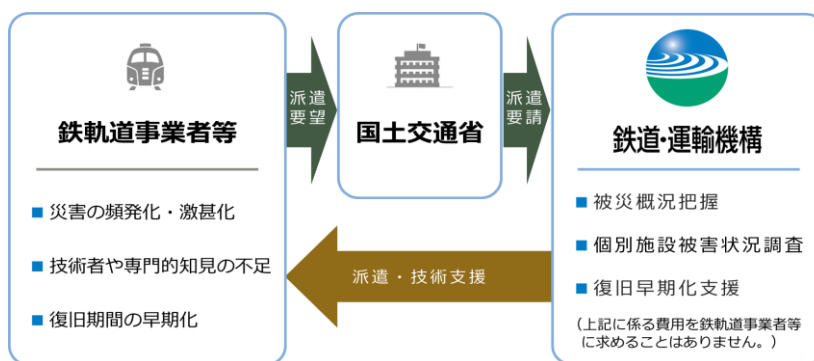 鉄軌道事業者等
災害の頻発化・激甚化
技術者や専門的知見の不足
復旧期間の早期化
派遣
要望
国土交通省
派遣
要請
鉄道・運輸機構
被災概況把握
個別施設被害状況調査
復旧早期化支援
(上記に係る費用を鉄軌道事業者等
に求めることはありません。)
派遣・技術支援